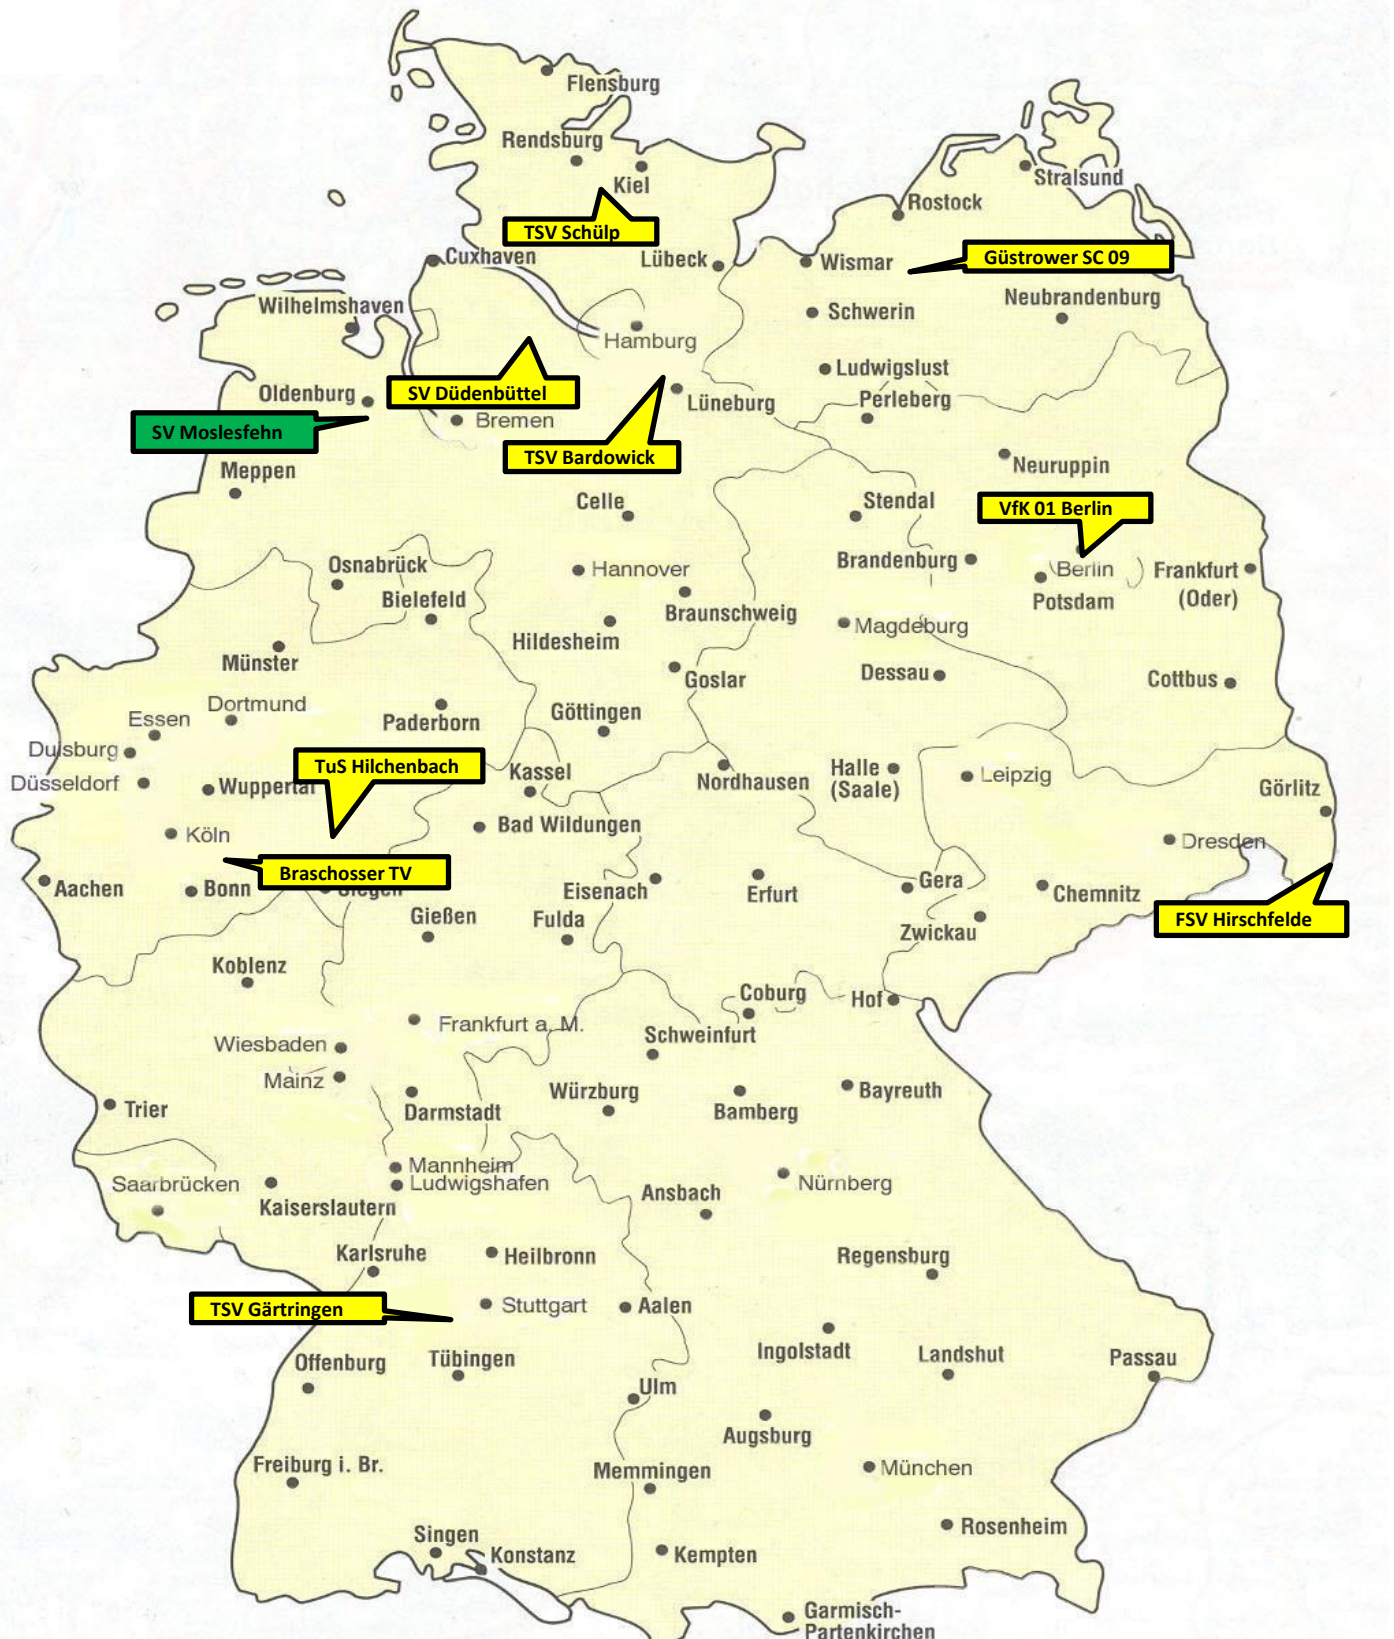 Flensburg
Rendsburg
Kiel
Stralsund
Rostock
TSV Schülp
Cuxhaven
Lübeck
Wismar
Güstrower SC 09
Wilhelmshaven
Schwerin
Neubrandenburg
Hamburg
Ludwigslust
Oldenburg
SV Düdenbüttel
Lüneburg
Perleberg
SV Moslesfehn
Bremen
TSV Bardowick
Meppen
Neuruppin
Celle
Stendal
VfK 01 Berlin
Osnabrück
Hannover
Brandenburg
Berlin
Frankfurt
(Oder)
Bielefeld
Braunschweig
Potsdam
Hildesheim
Magdeburg
Münster
Goslar
Dessau
Cottbus
Dortmund
Essen
Paderborn
Göttingen
Duisburg
TuS Hilchenbach
Kassel
Nordhausen
Halle
(Saale)
Leipzig
Düsseldorf
Wuppertal
Görlitz
Köln
Bad Wildungen
Dresden
Braschosser TV
Aachen
Bonn
Siegen
Eisenach
Erfurt
Gera
Chemnitz
Gießen
Fulda
Zwickau
FSV Hirschfelde
Koblenz
Coburg
Hof
Frankfurt a. M.
Schweinfurt
Wiesbaden
Mainz
Würzburg
Bayreuth
Trier
Darmstadt
Bamberg
Mannheim
Saarbrücken
Ludwigshafen
Nürnberg
Ansbach
Kaiserslautern
Karlsruhe
Heilbronn
Regensburg
TSV Gärtringen
Stuttgart
Aalen
Offenburg
Tübingen
Ingolstadt
Landshut
Passau
Ulm
Augsburg
Freiburg i. Br.
Memmingen
München
Singen
Konstanz
Kempten
Rosenheim
Garmisch-
Partenkirchen